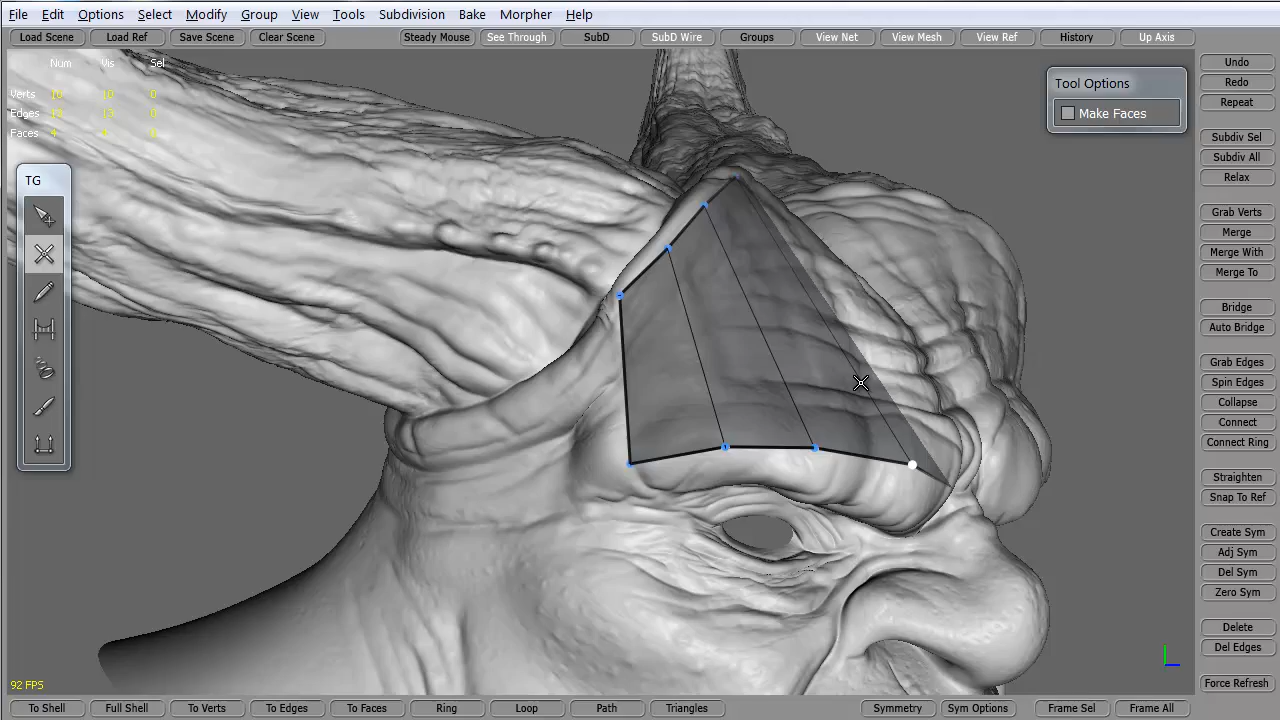 File Edit Options Select Modify Group View Tools Subdivision Bake Morpher Help
Load Scene Load Ref Save Scene Clear Scene Steady Mouse See Through SubD SubD Wire Groups View Net View Mesh View Ref History Up Axis
Num Vis Sel
Verts 10 10 0
Edges 13 13 0
Faces 4 4 0
Tool Options
Make Faces
TG
Undo
Redo
Repeat
Subdiv Sel
Subdiv All
Relax
Grab Verts
Merge
Merge With
Merge To
Bridge
Auto Bridge
Grab Edges
Spin Edges
Collapse
Connect
Connect Ring
Straighten
Snap To Ref
Create Sym
Adj Sym
Del Sym
Zero Sym
Delete
Del Edges
Force Refresh
92 FPS
To Shell Full Shell To Verts To Edges To Faces Ring Loop Path Triangles Symmetry Sym Options Frame Sel Frame All